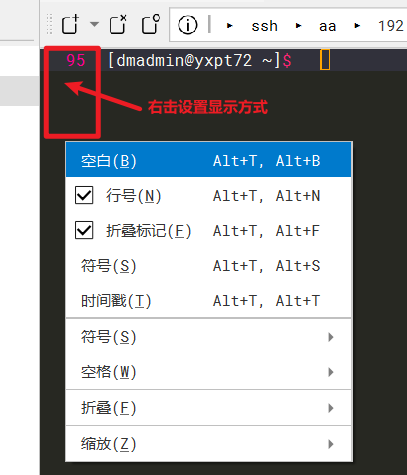 ssh ▸ aa ▸ 192
95 [dmadmin@yxpt72 ~]$
右击设置显示方式
空白(B) Alt+T, Alt+B
行号(N) Alt+T, Alt+N
折叠标记(F) Alt+T, Alt+F
符号(S) Alt+T, Alt+S
时间戳(T) Alt+T, Alt+T
符号(S)
空格(W)
折叠(F)
缩放(Z)